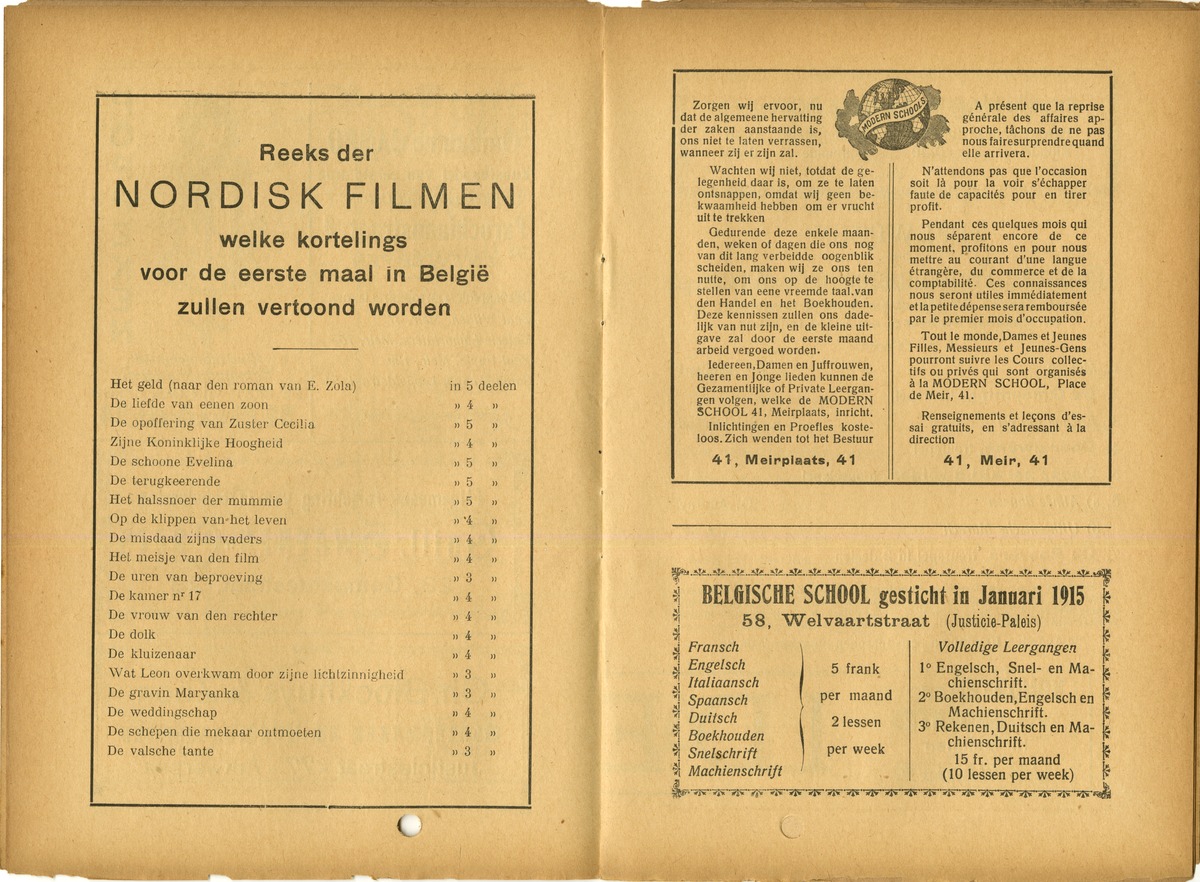 Reeks der
NORDISK FILMEN
welke kortelings
voor de eerste maal in België
zullen vertoond worden
Het geld (naar den roman van E. Zola) in 5 deelen
De liefde van eenen zoon » 4 »
De opoffering van Zuster Cecilia » 5 »
Zijne Koninklijke Hoogheid » 4 »
De schoone Evelina » 5 »
De terugkeerende » 5 »
Het halssnoer der mummie » 5 »
Op de klippen van het leven » 4 »
De misdaad zijns vaders » 4 »
Het meisje van den film » 4 »
De uren van beproeving » 3 »
De kamer nr 17 » 4 »
De vrouw van den rechter » 4 »
De dolk » 4 »
De kluizenaar » 4 »
Wat Leon overkwam door zijne lichtzinnigheid » 3 »
De gravin Maryanka » 3 »
De weddingschap » 4 »
De schepen die mekaar ontmoeten » 4 »
De valsche tante » 3 »
MODERN SCHOOLS
Zorgen wij ervoor, nu
dat de algemeene hervatting
der zaken aanstaande is,
ons niet te laten verrassen,
wanneer zij er zijn zal.
Wachten wij niet, totdat de ge-
legenheid daar is, om ze te laten
ontsnappen, omdat wij geen be-
kwaamheid hebben om er vrucht
uit te trekken
Gedurende deze enkele maan-
den, weken of dagen die ons nog
van dit lang verbeidde oogenblik
scheiden, maken wij ze ons ten
nutte, om ons op de hoogte te
stellen van eene vreemde taal, van
den Handel en het Boekhouden.
Deze kennissen zullen ons dade-
lijk van nut zijn, en de kleine uit-
gave zal door de eerste maand
arbeid vergoed worden.
Iedereen, Damen en Juffrouwen,
heeren en Jonge lieden kunnen de
Gezamentlijke of Private Leergan-
gen volgen, welke de MODERN
SCHOOL 41, Meirplaats, inricht.
Inlichtingen en Proefles koste-
loos. Zich wenden tot het Bestuur
41, Meirplaats, 41
A présent que la reprise
générale des affaires ap-
proche, tâchons de ne pas
nous faire surprendre quand
elle arrivera.
N'attendons pas que l'occasion
soit là pour la voir s'échapper
faute de capacités pour en tirer
profit.
Pendant ces quelques mois qui
nous séparent encore de ce
moment, profitons en pour nous
mettre au courant d'une langue
étrangère, du commerce et de la
comptabilité. Ces connaissances
nous seront utiles immédiatement
et la petite dépense sera remboursée
par le premier mois d'occupation.
Tout le monde, Dames et Jeunes
Filles, Messieurs et Jeunes-Gens
pourront suivre les Cours collec-
tifs ou privés qui sont organisés
à la MODERN SCHOOL, Place
de Meir, 41.
Renseignements et leçons d'es-
sai gratuits, en s'adressant à la
direction
41, Meir, 41
BELGISCHE SCHOOL gesticht in Januari 1915
58, Welvaartstraat (Justicie-Paleis)
Fransch
Engelsch
Italiaansch
Spaansch
Duitsch
Boekhouden
Snelschrift
Machienschrift
5 frank
per maand
2 lessen
per week
Volledige Leergangen
1º Engelsch, Snel- en Ma-
chienschrift.
2º Boekhouden, Engelsch en
Machienschrift.
3º Rekenen, Duitsch en Ma-
chienschrift.
15 fr. per maand
(10 lessen per week)